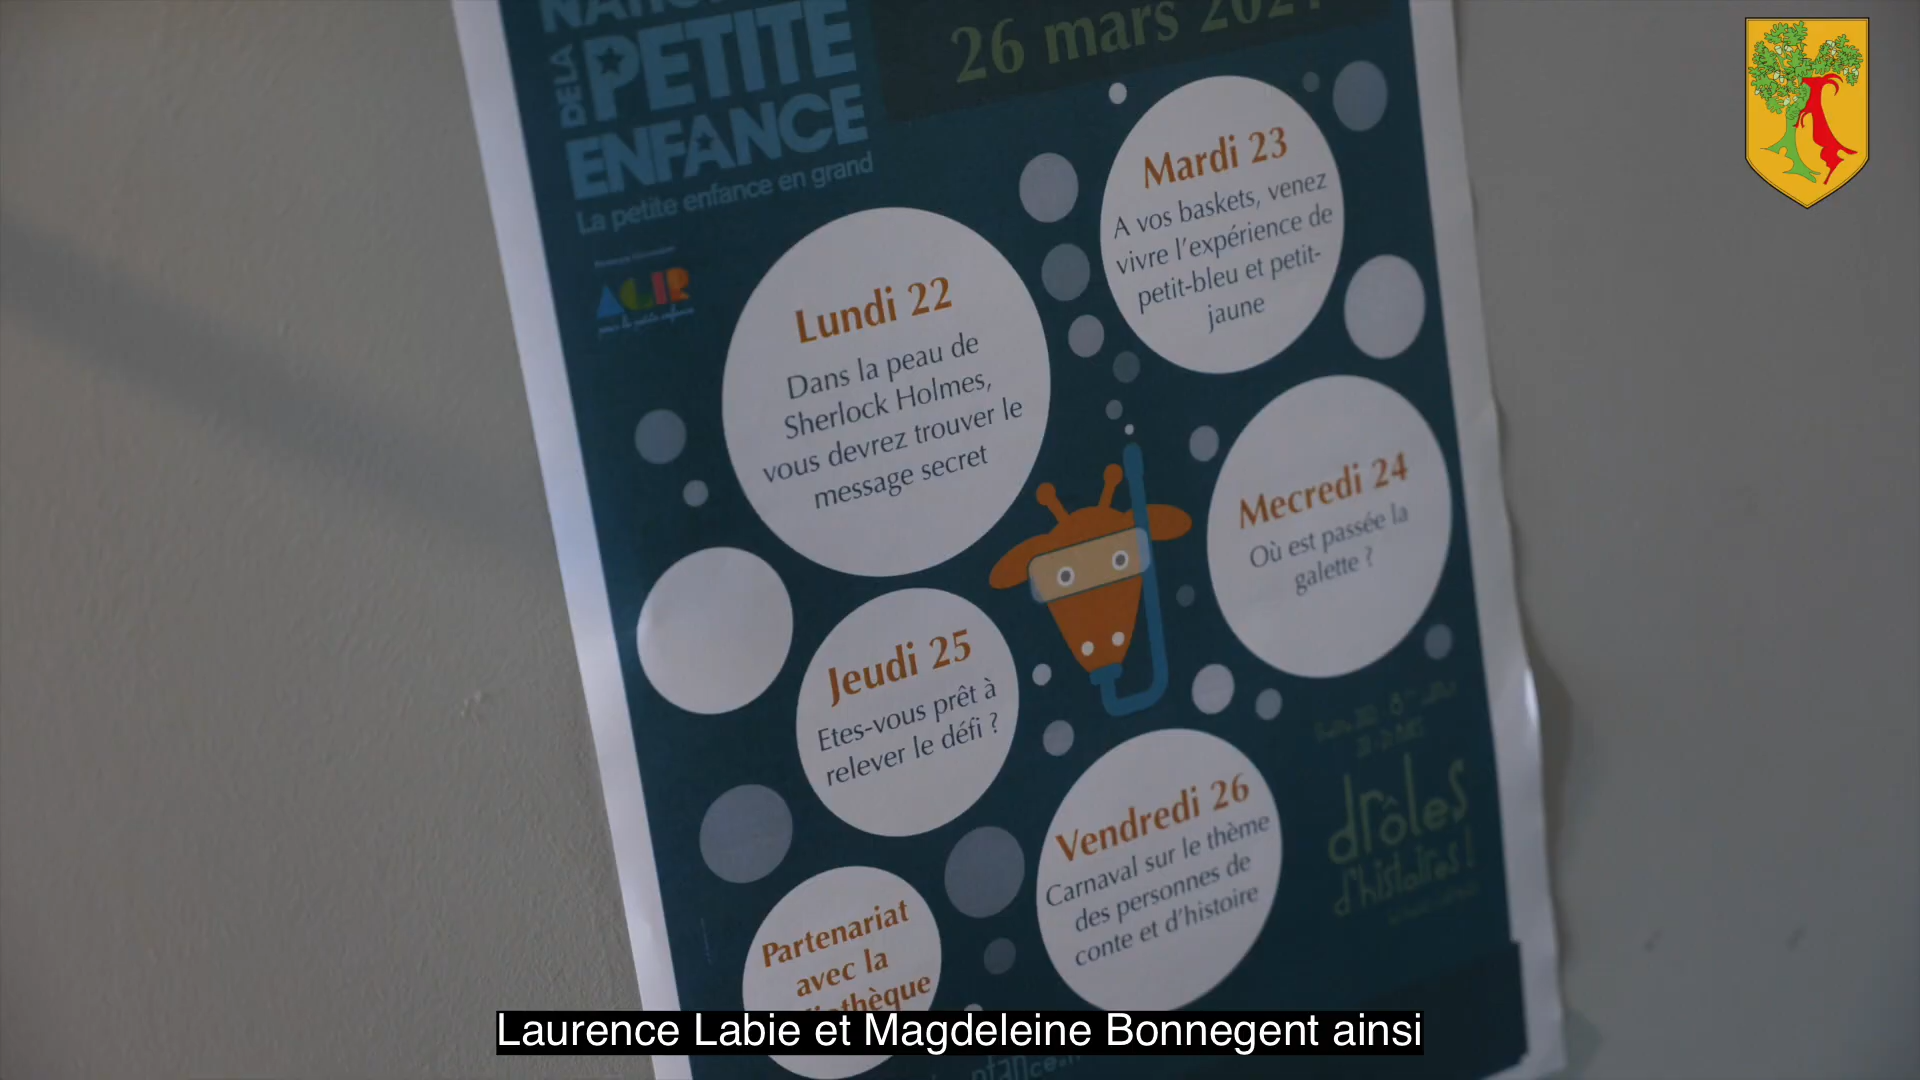 DE LA
PETITE
ENFANCE
La petite enfance en grand
26 mars
Mardi 23
A vos baskets, venez
vivre l'expérience de
petit-bleu et petit-
jaune
Lundi 22
Dans la peau de
Sherlock Holmes,
vous devrez trouver le
message secret
Mecredi 24
Où est passée la
galette ?
Jeudi 25
Etes-vous prêt à
relever le défi ?
Vendredi 26
Carnaval sur le thème
des personnes de
conte et d'histoire
drôles
d'histoires !
Partenariat
avec la
Laurence Labie et Magdeleine Bonnegent ainsi